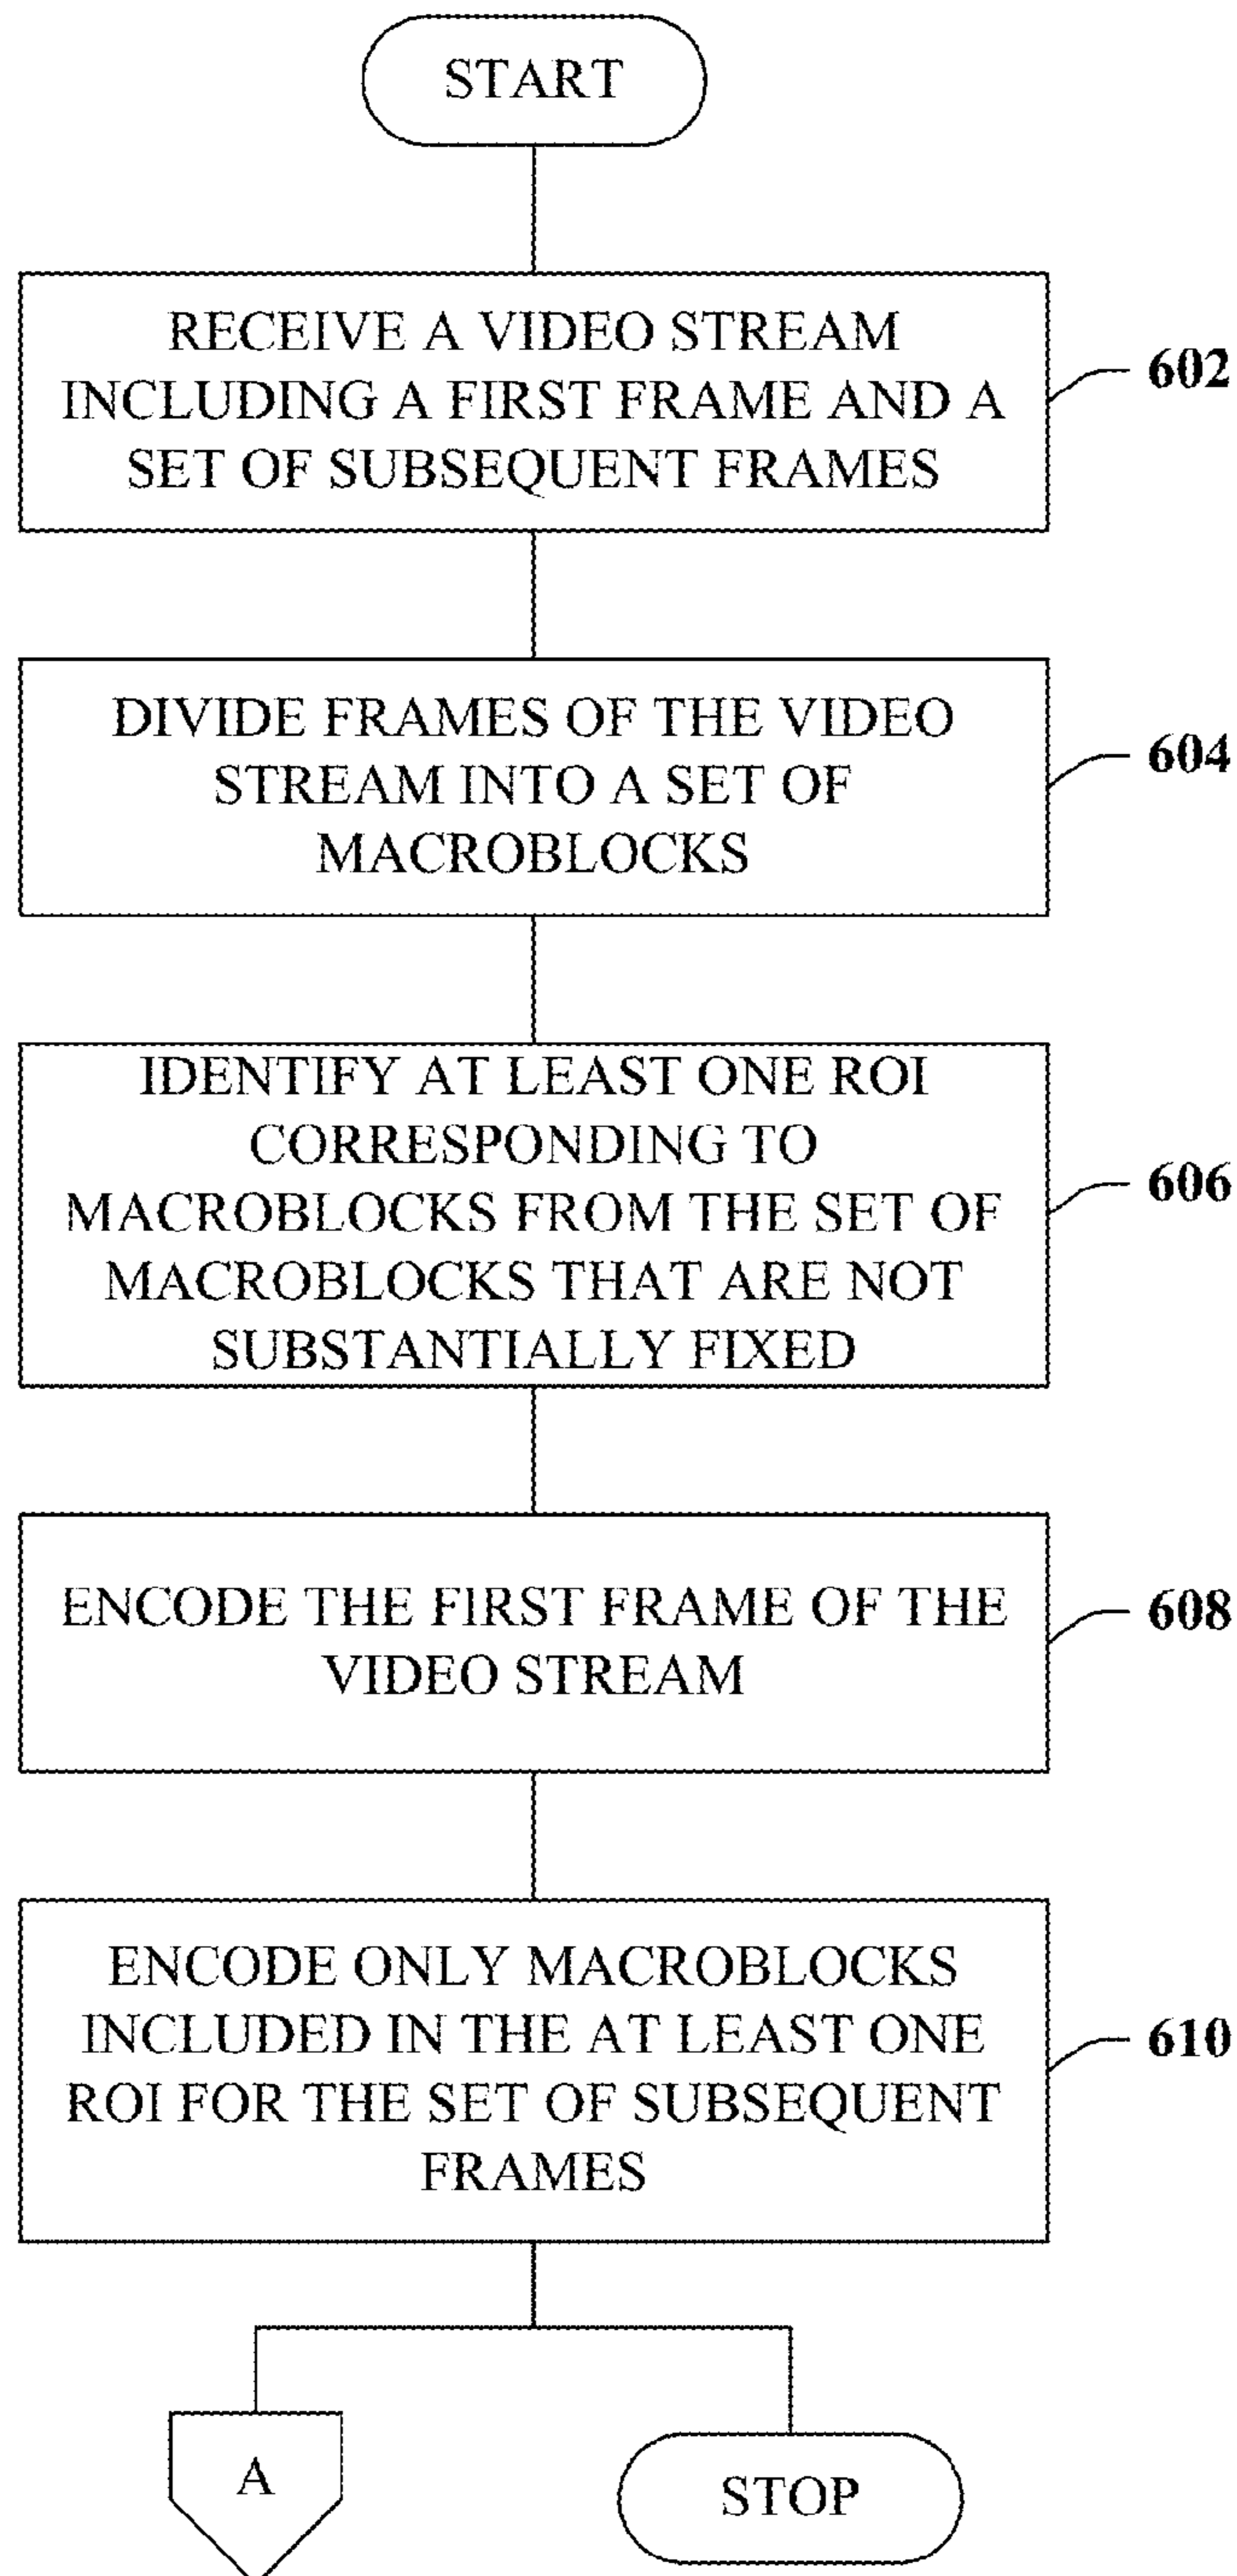 START
RECEIVE A VIDEO STREAM
INCLUDING A FIRST FRAME AND A
SET OF SUBSEQUENT FRAMES
602
DIVIDE FRAMES OF THE VIDEO
STREAM INTO A SET OF
MACROBLOCKS
604
IDENTIFY AT LEAST ONE ROI
CORRESPONDING TO
MACROBLOCKS FROM THE SET OF
MACROBLOCKS THAT ARE NOT
SUBSTANTIALLY FIXED
606
ENCODE THE FIRST FRAME OF THE
VIDEO STREAM
608
ENCODE ONLY MACROBLOCKS
INCLUDED IN THE AT LEAST ONE
ROI FOR THE SET OF SUBSEQUENT
FRAMES
610
A
STOP